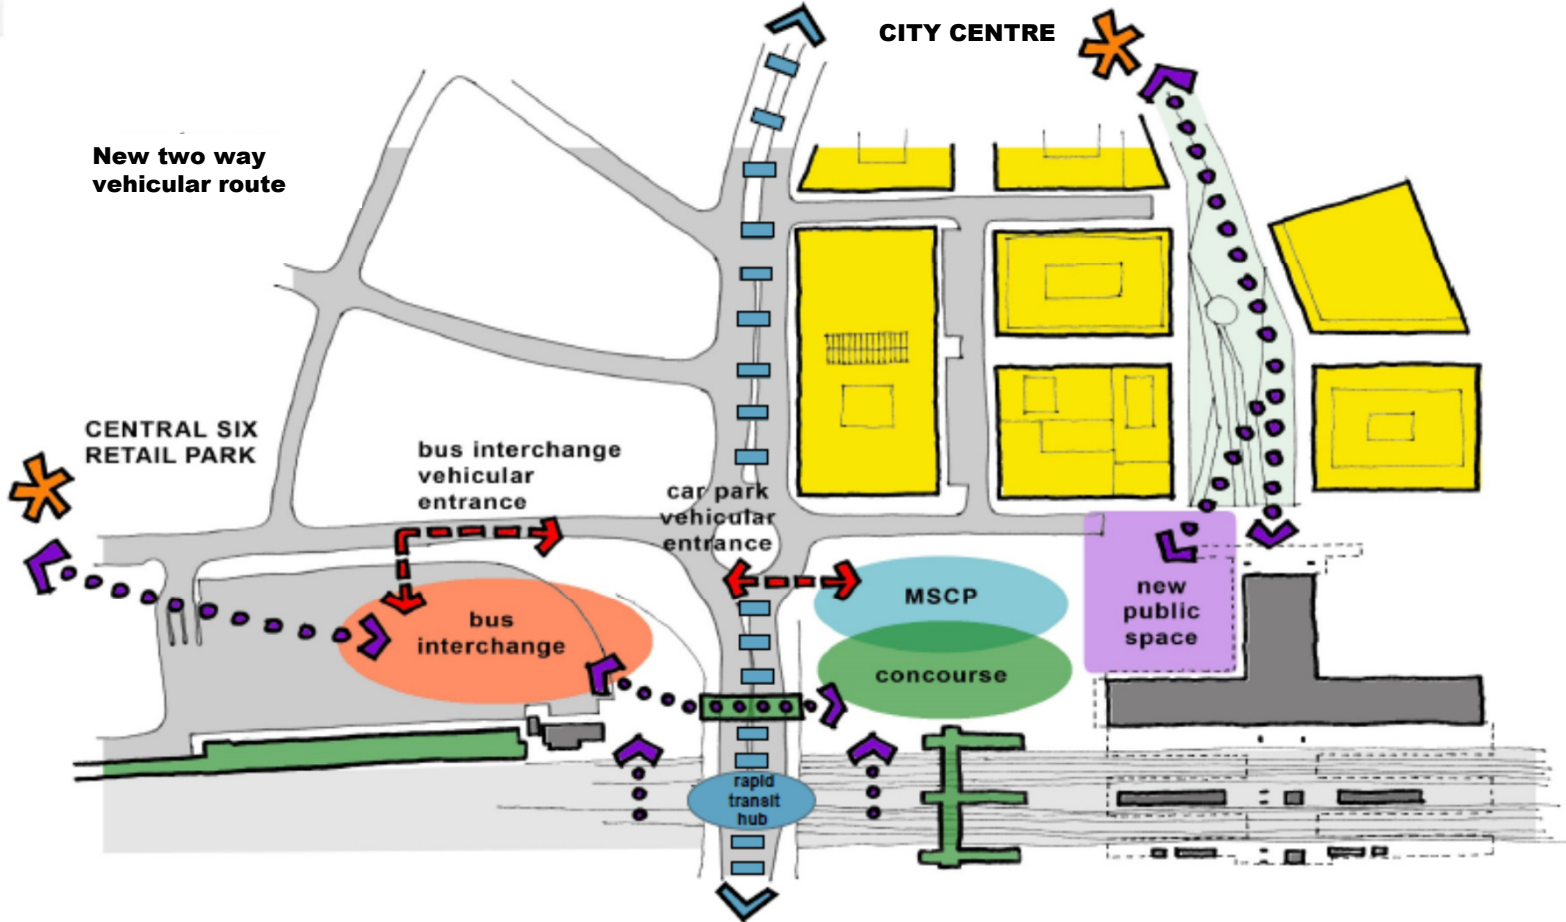 CITY CENTRE
New two way
vehicular route
CENTRAL SIX
RETAIL PARK
bus interchange
vehicular
entrance
car park
vehicular
entrance
MSCP
concourse
new
public
space
bus
interchange
rapid
transit
hub